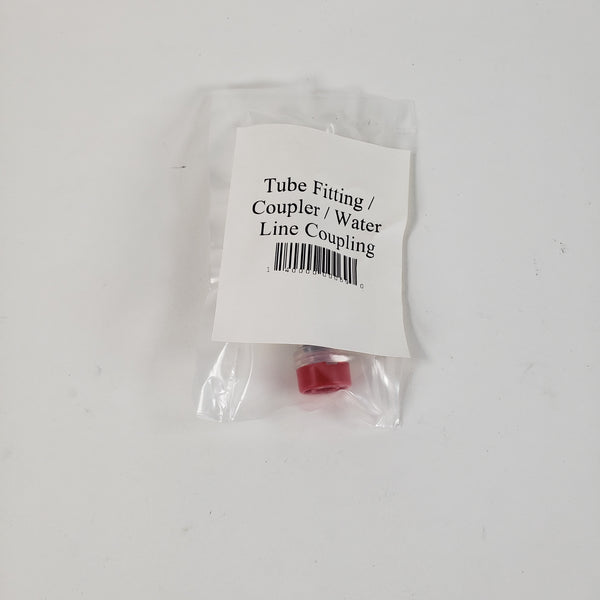 Tube Fitting /
Coupler / Water
Line Coupling